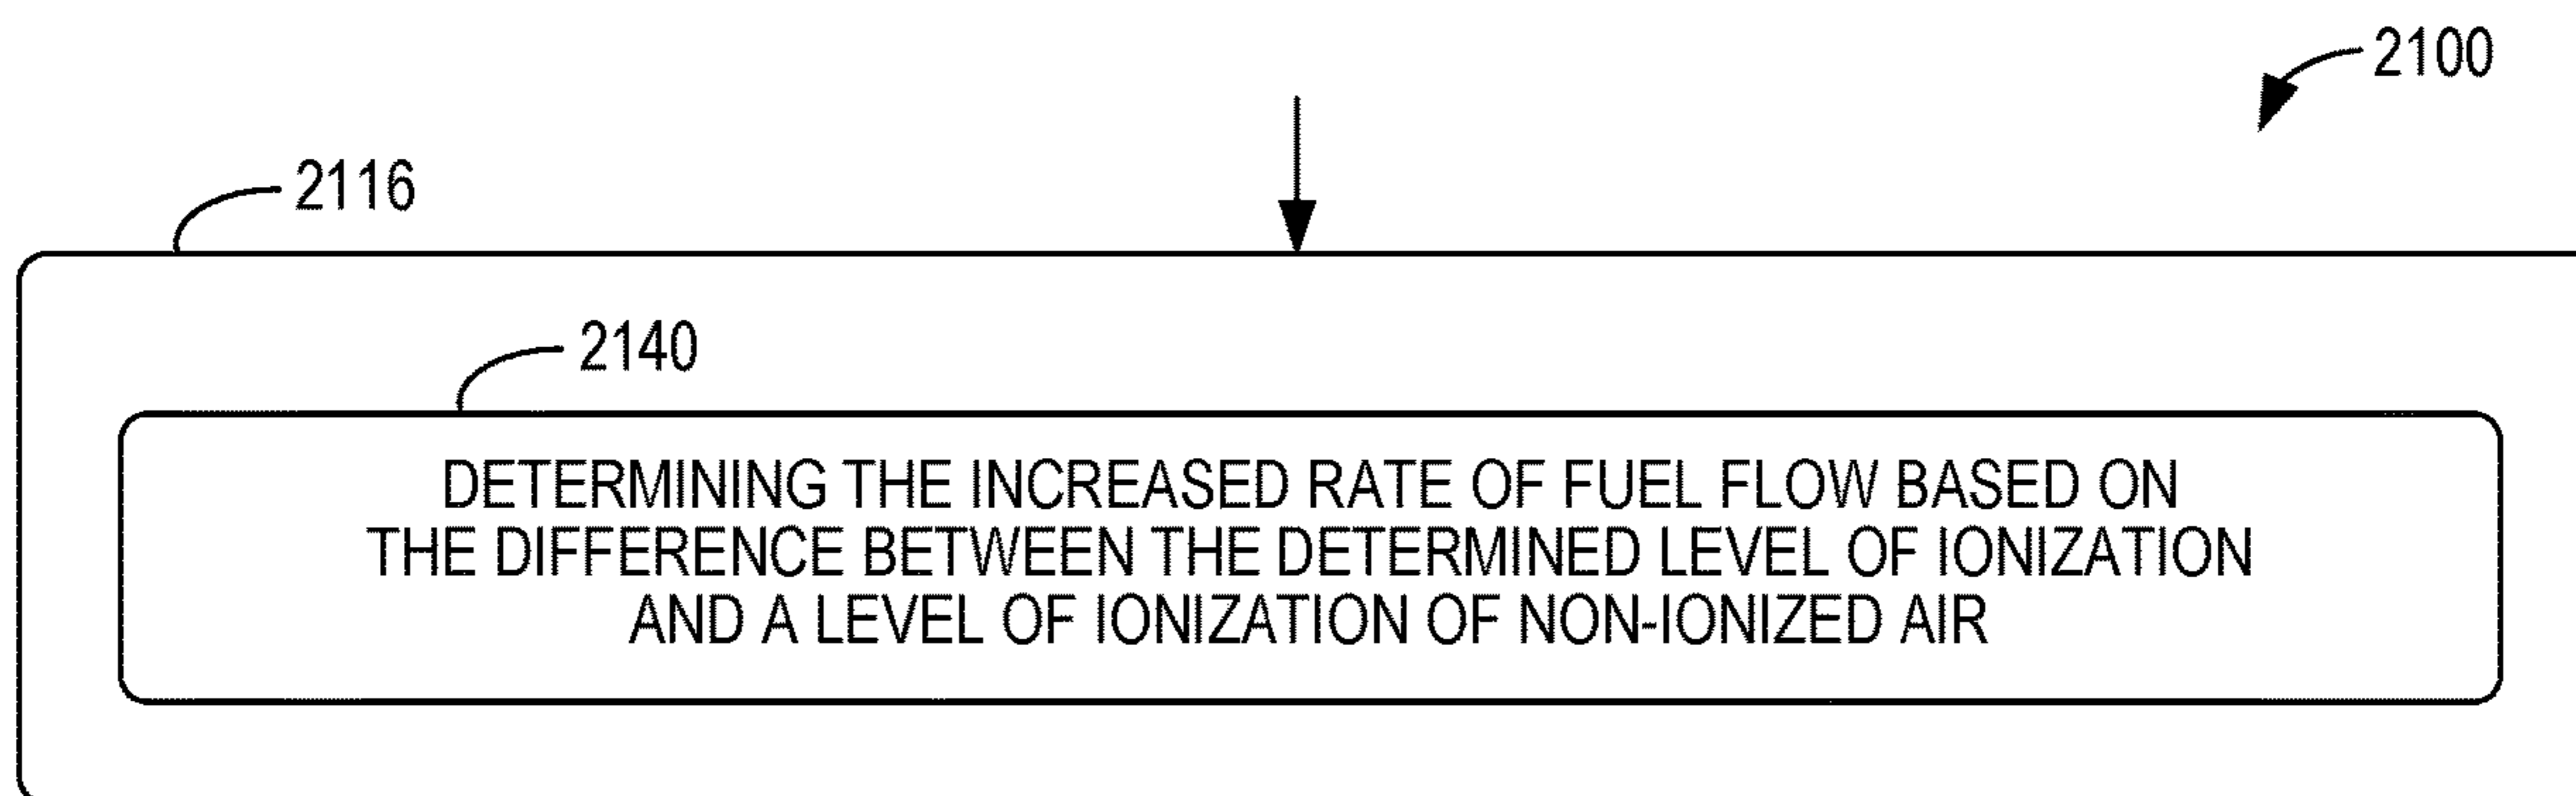 2100
2116
2140
DETERMINING THE INCREASED RATE OF FUEL FLOW BASED ON
THE DIFFERENCE BETWEEN THE DETERMINED LEVEL OF IONIZATION
AND A LEVEL OF IONIZATION OF NON-IONIZED AIR